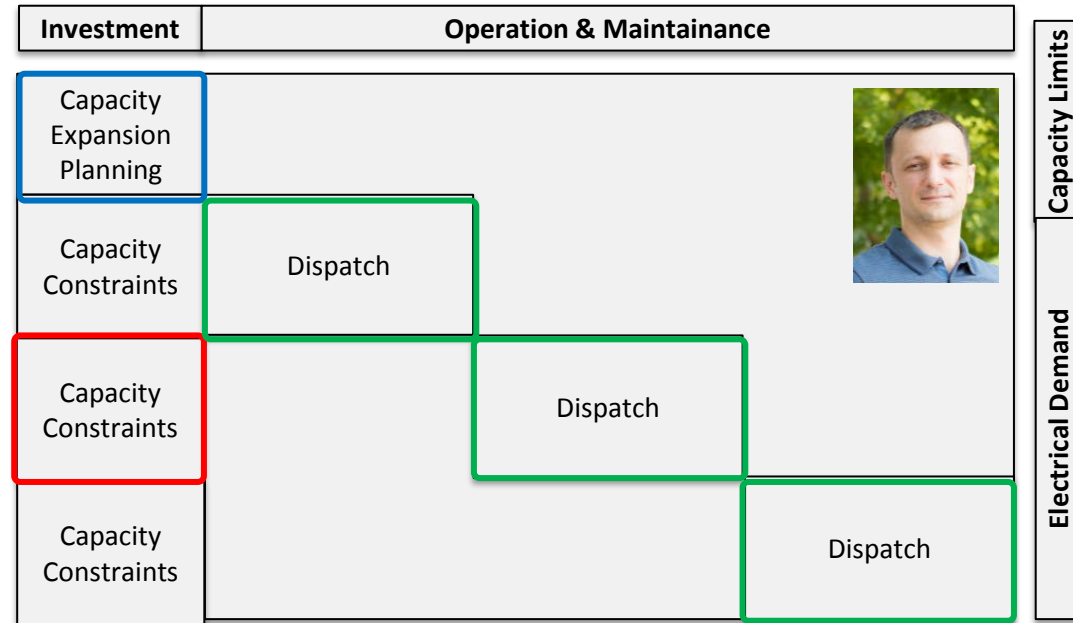 Investment
Operation & Maintainance
Capacity Limits
Capacity
Expansion
Planning
Capacity
Constraints
Dispatch
Electrical Demand
Capacity
Constraints
Dispatch
Capacity
Constraints
Dispatch